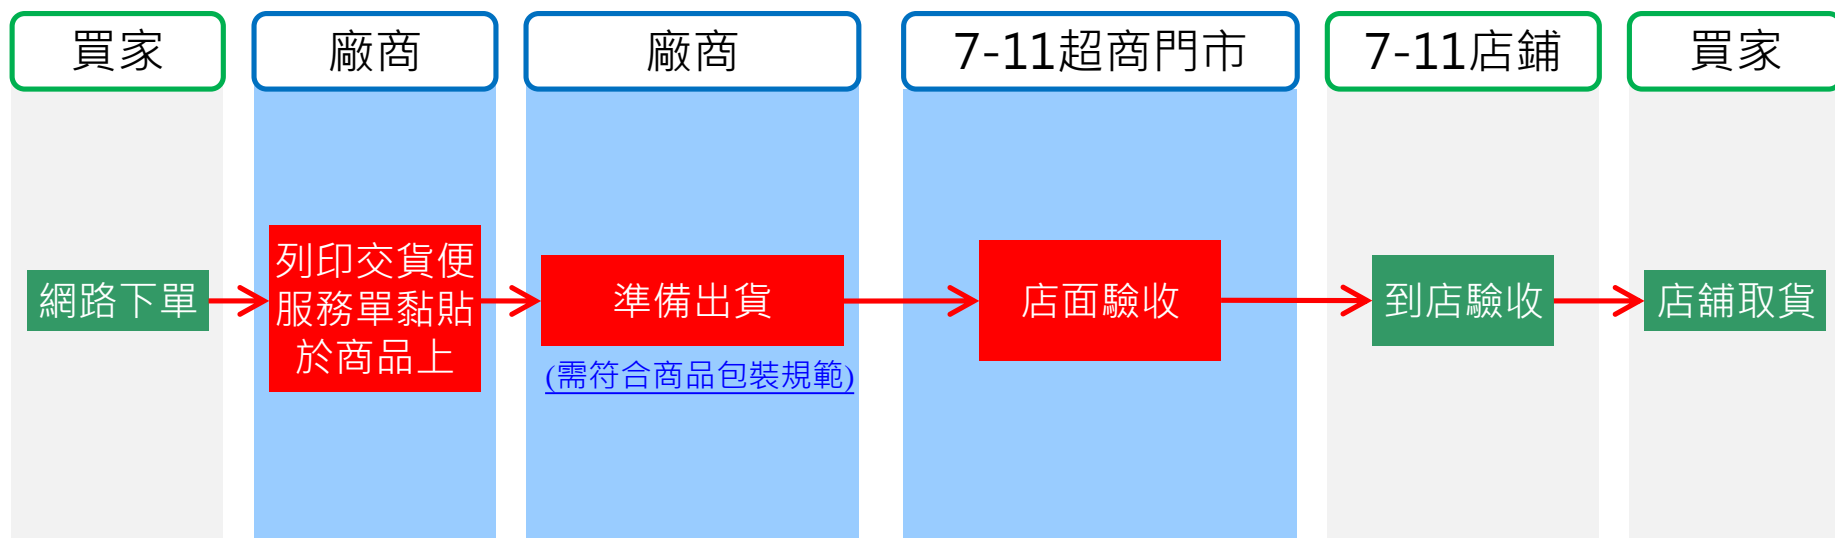 買家
廠商
廠商
7-11超商門市
7-11店鋪
買家
網路下單
列印交貨便
服務單黏貼
於商品上
準備出貨
(需符合商品包裝規範)
店面驗收
到店驗收
店舖取貨